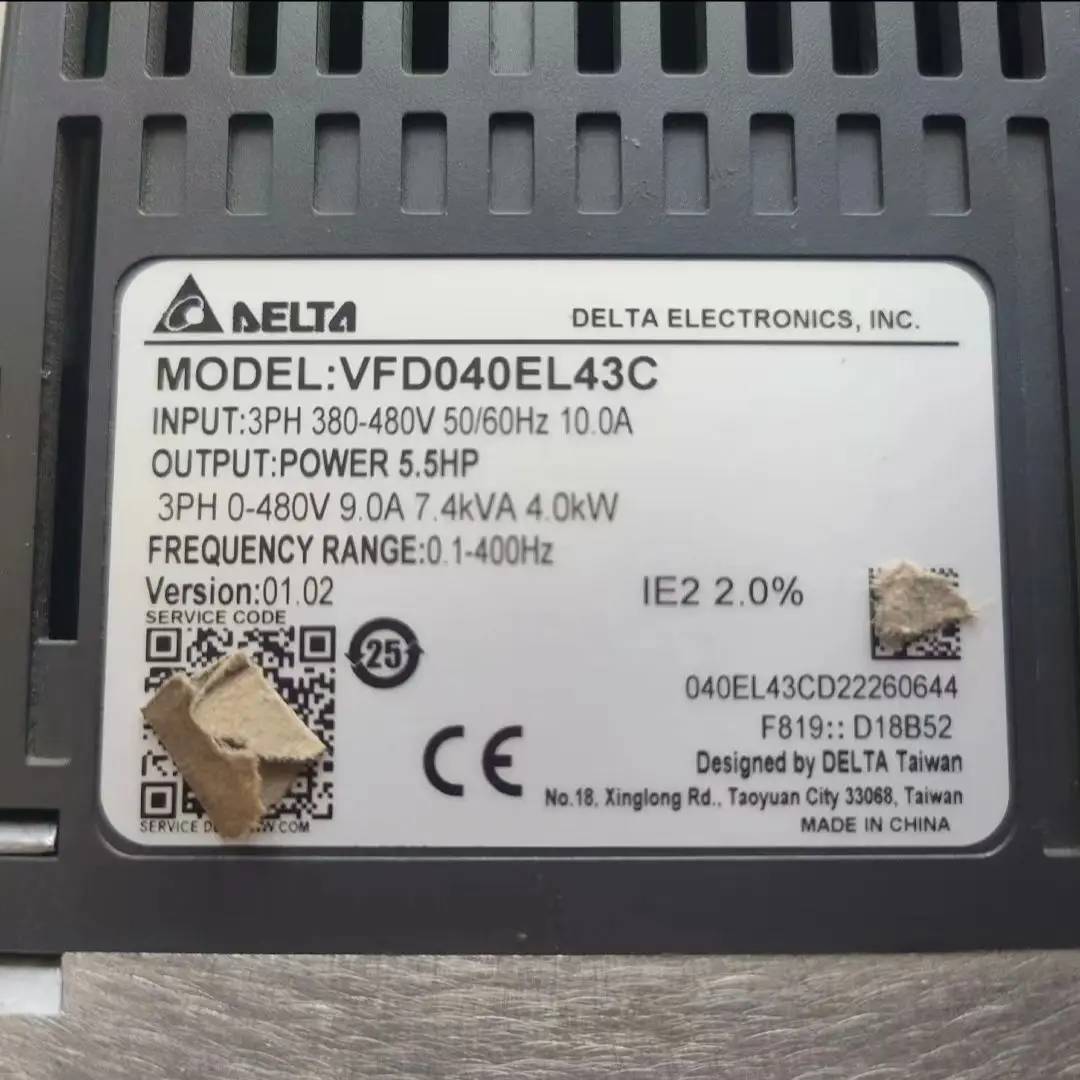 DELTA
DELTA ELECTRONICS, INC.
MODEL:VFD040EL43C
INPUT:3PH 380-480V 50/60Hz 10.0A
OUTPUT:POWER 5.5HP
3PH 0-480V 9.0A 7.4kVA 4.0kW
FREQUENCY RANGE:0.1-400Hz
Version:01.02
IE2 2.0%
SERVICE CODE
25
040EL43CD22260644
F819:: D18B52
CE
Designed by DELTA Taiwan
No.18, Xinglong Rd., Taoyuan City 33068, Taiwan
SERVICE
MADE IN CHINA